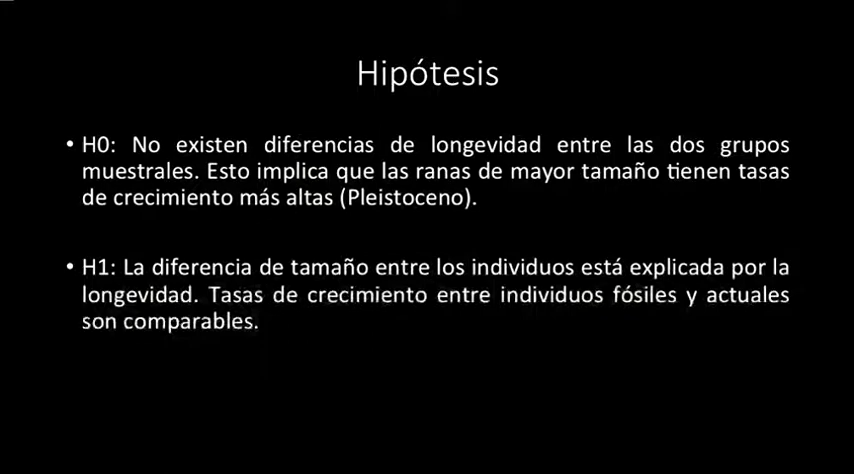 Hipótesis
• H0: No existen diferencias de longevidad entre las dos grupos
muestrales. Esto implica que las ranas de mayor tamaño tienen tasas
de crecimiento más altas (Pleistoceno).
• H1: La diferencia de tamaño entre los individuos está explicada por la
longevidad. Tasas de crecimiento entre individuos fósiles y actuales
son comparables.